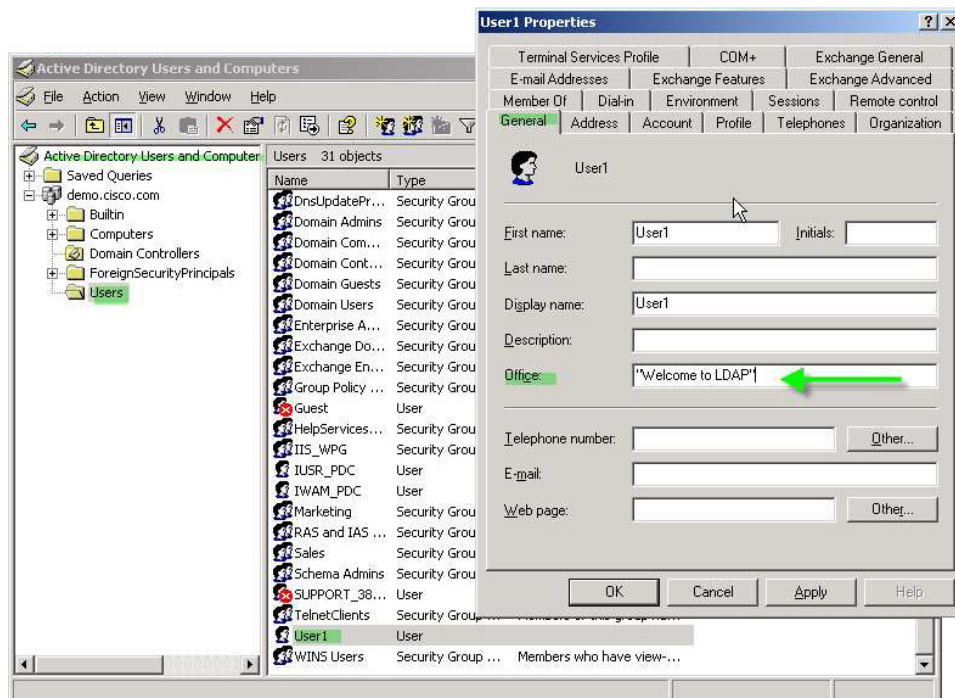 User1 Properties
Terminal Services Profile COM+ Exchange General
E-mail Addresses Exchange Features Exchange Advanced
Member Of Dial-in Environment Sessions Remote control
General Address Account Profile Telephones Organization
User1
First name: User1 Initials:
Last name:
Display name: User1
Description:
Office: "Welcome to LDAP"
Telephone number: Other...
E-mail:
Web page: Other...
OK Cancel Apply Help
Active Directory Users and Computers
File Action View Window Help
Active Directory Users and Computer
Saved Queries
demo.cisco.com
Builtin
Computers
Domain Controllers
ForeignSecurityPrincipals
Users
Users 31 objects
Name Type
DnsUpdatePr... Security Grou
Domain Admins Security Grou
Domain Com... Security Grou
Domain Cont... Security Grou
Domain Guests Security Grou
Domain Users Security Grou
Enterprise A... Security Grou
Exchange Do... Security Grou
Exchange En... Security Grou
Group Policy ... Security Grou
Guest User
HelpServices... Security Grou
IIS_WPG Security Grou
IUSR_PDC User
IWAM_PDC User
Marketing Security Grou
RAS and IAS ... Security Grou
Sales Security Grou
Schema Admins Security Grou
SUPPORT_38... User
TelnetClients Security Group ...
User1 User
WINS Users Security Group ... Members who have view-...